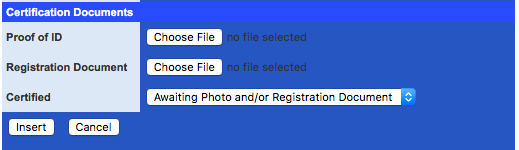 Certification Documents
Proof of ID Choose File no file selected
Registration Document Choose File no file selected
Certified Awaiting Photo and/or Registration Document
Insert Cancel